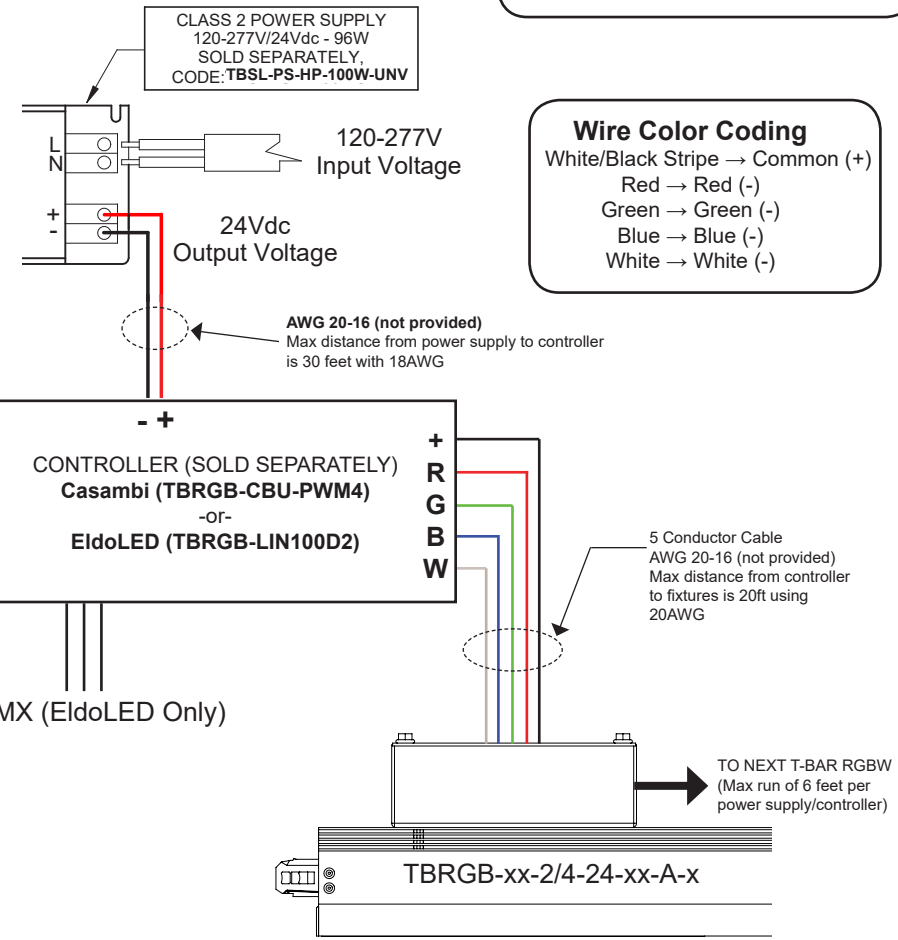 CLASS 2 POWER SUPPLY
120-277V/24Vdc - 96W
SOLD SEPARATELY,
CODE:TBSL-PS-HP-100W-UNV
L
N
120-277V
Input Voltage
+
-
24Vdc
Output Voltage
Wire Color Coding
White/Black Stripe → Common (+)
Red → Red (-)
Green → Green (-)
Blue → Blue (-)
White → White (-)
AWG 20-16 (not provided)
Max distance from power supply to controller
is 30 feet with 18AWG
- +
CONTROLLER (SOLD SEPARATELY)
Casambi (TBRGB-CBU-PWM4)
-or-
EldoLED (TBRGB-LIN100D2)
+
R
G
B
W
5 Conductor Cable
AWG 20-16 (not provided)
Max distance from controller
to fixtures is 20ft using
20AWG
MX (EldoLED Only)
TO NEXT T-BAR RGBW
(Max run of 6 feet per
power supply/controller)
TBRGB-xx-2/4-24-xx-A-x